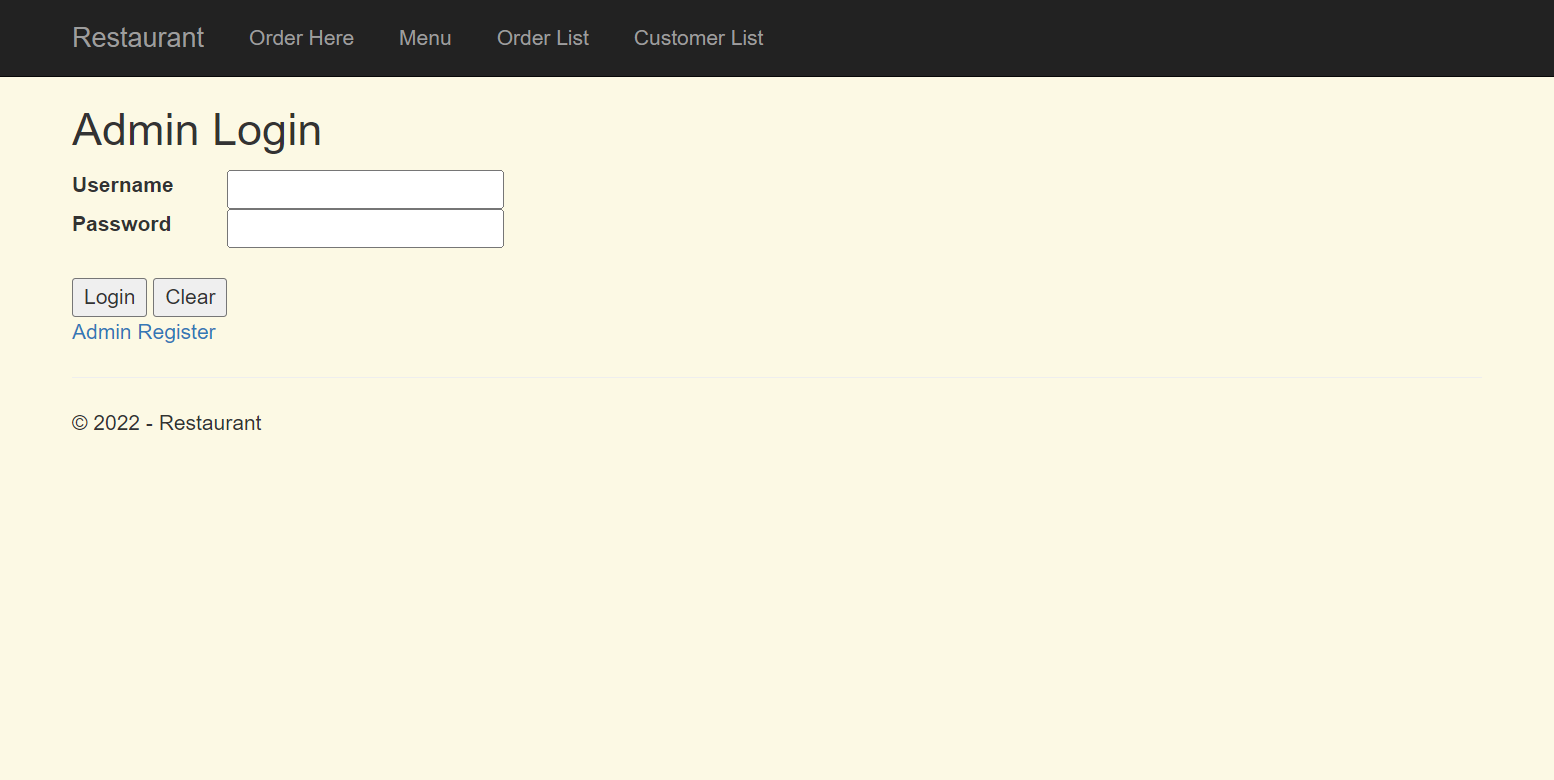 Restaurant Order Here Menu Order List Customer List
Admin Login
Username
Password
Login Clear
Admin Register
© 2022 - Restaurant